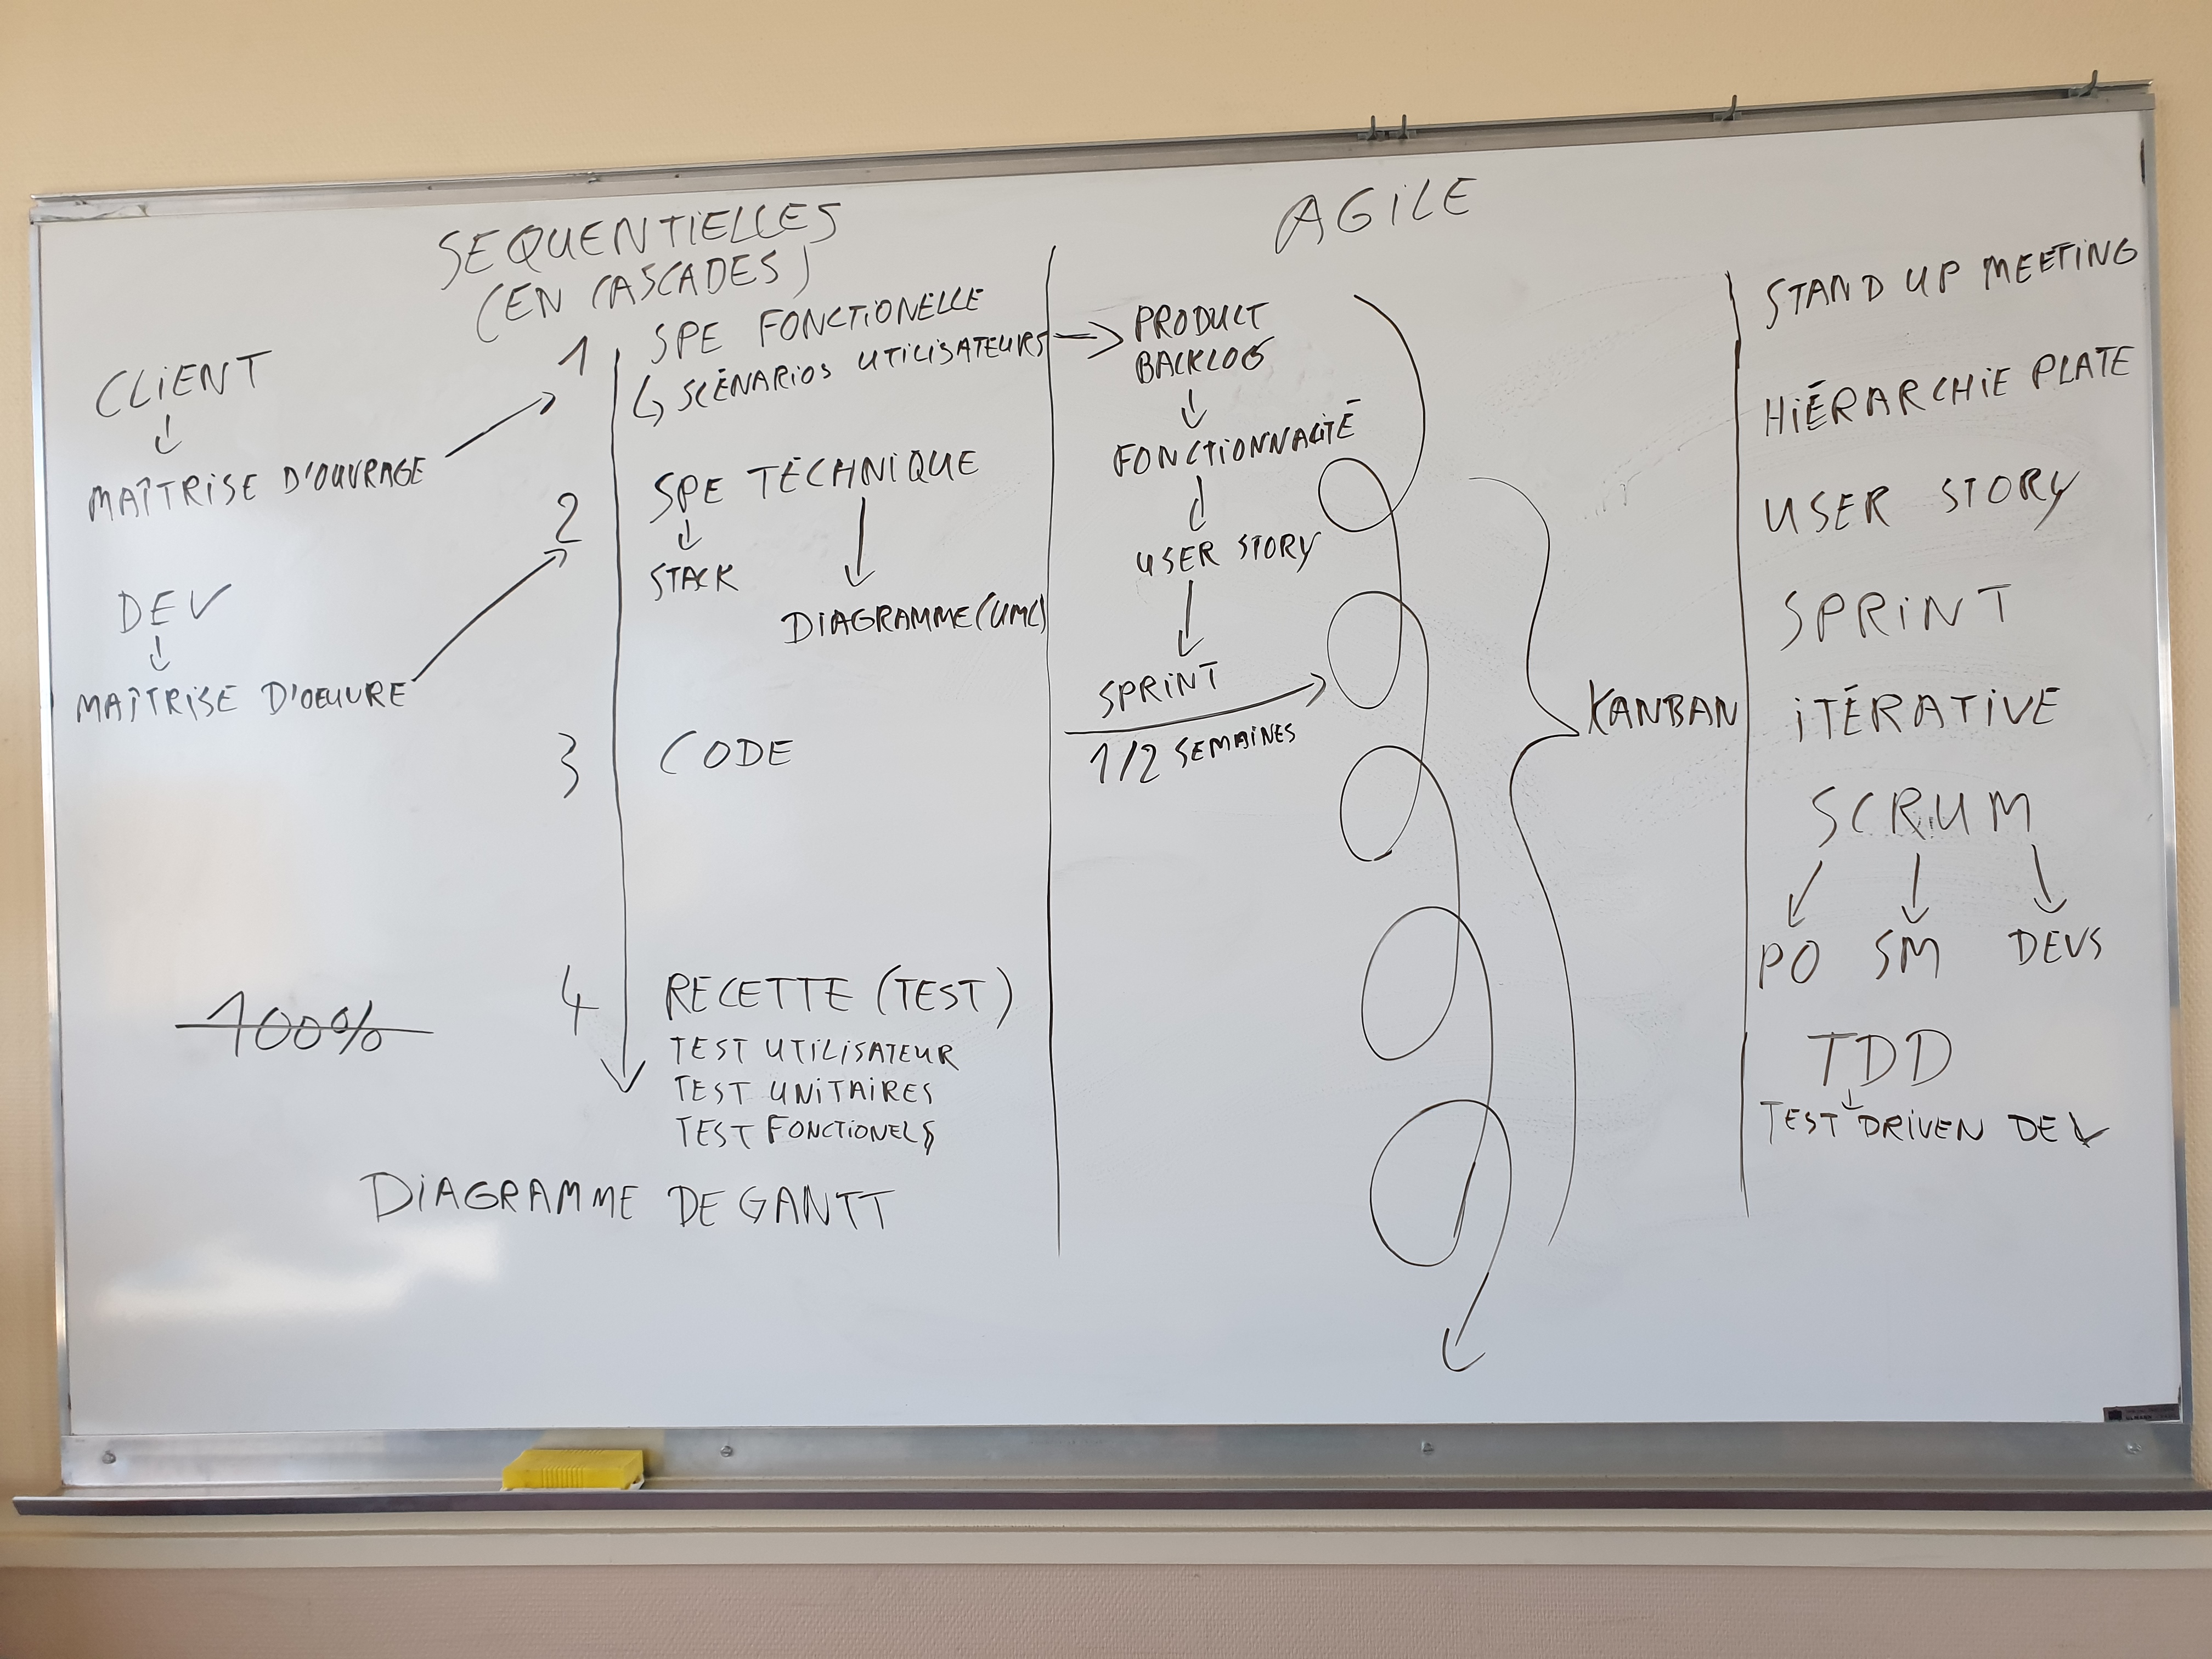 SEQUENTIELLES
(EN CASCADES)
CLIENT
MAÎTRISE D'OUVRAGE
DEV
MAÎTRISE D'OEUVRE
100%
1 SPE FONCTIONELLE
SCÉNARIOS UTILISATEURS
2 SPE TECHNIQUE
STACK
DIAGRAMME (UML)
3 CODE
4 RECETTE (TEST)
TEST UTILISATEUR
TEST UNITAIRES
TEST FONCTIONELS
DIAGRAMME DE GANTT
AGILE
PRODUCT
BACKLOG
FONCTIONNALITÉ
USER STORY
SPRINT
1/2 SEMAINES
KANBAN
STAND UP MEETING
HIÉRARCHIE PLATE
USER STORY
SPRINT
ITÉRATIVE
SCRUM
PO SM DEVS
TDD
TEST DRIVEN DEV